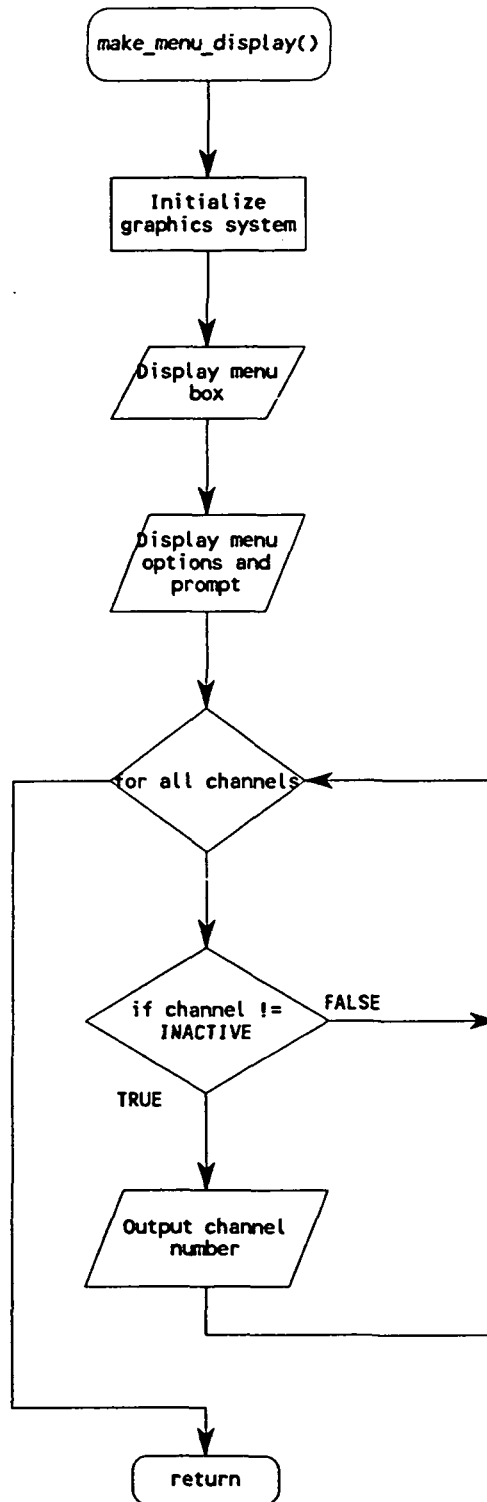 make_menu_display()
Initialize
graphics system
Display menu
box
Display menu
options and
prompt
for all channels
if channel !=
INACTIVE
FALSE
TRUE
Output channel
number
return